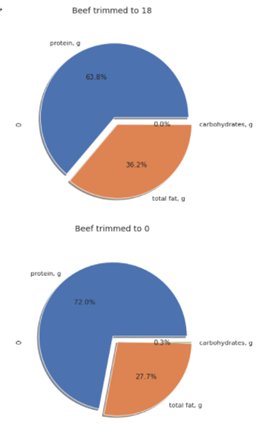 Beef trimmed to 18
protein, g
63.8%
0
0.0%
carbohydrates, g
36.2%
total fat, g
Beef trimmed to 0
protein, g
72.0%
0
0.3%
carbohydrates, g
27.7%
total fat, g